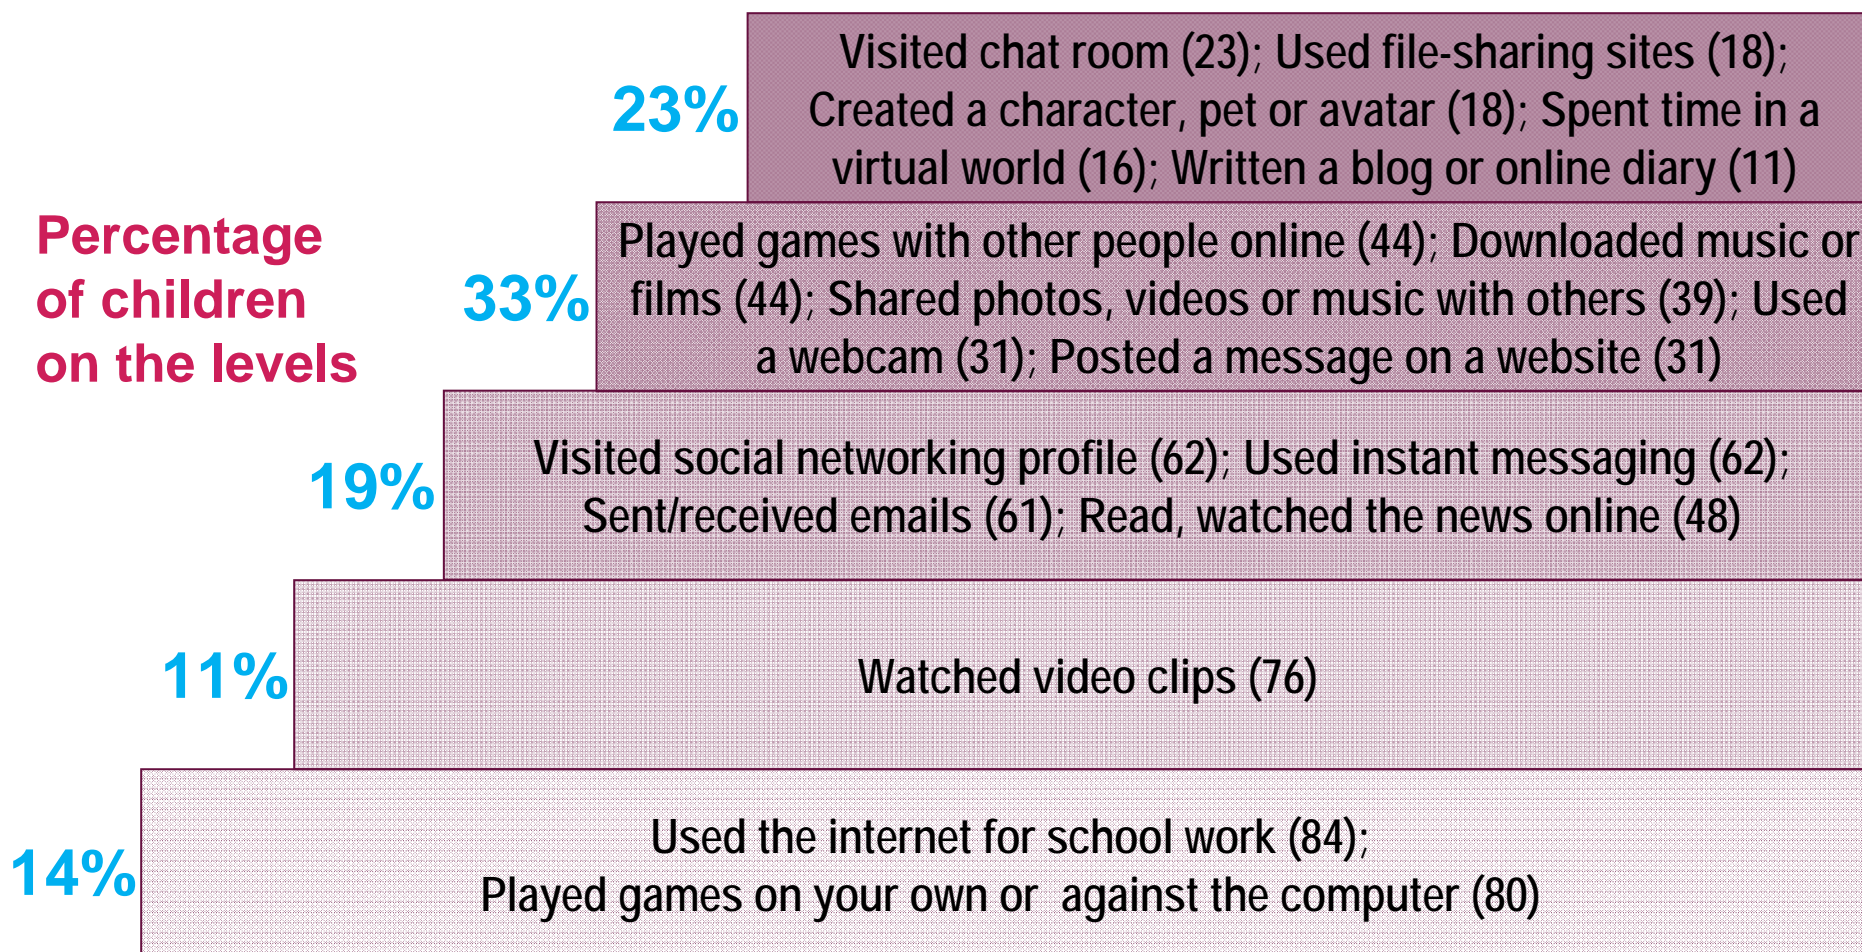 Visited chat room (23); Used file-sharing sites (18);
Created a character, pet or avatar (18); Spent time in a
virtual world (16); Written a blog or online diary (11)
23%
Percentage
of children
on the levels
Played games with other people online (44); Downloaded music or
films (44); Shared photos, videos or music with others (39); Used
a webcam (31); Posted a message on a website (31)
33%
Visited social networking profile (62); Used instant messaging (62);
Sent/received emails (61); Read, watched the news online (48)
19%
Watched video clips (76)
11%
Used the internet for school work (84);
Played games on your own or against the computer (80)
14%